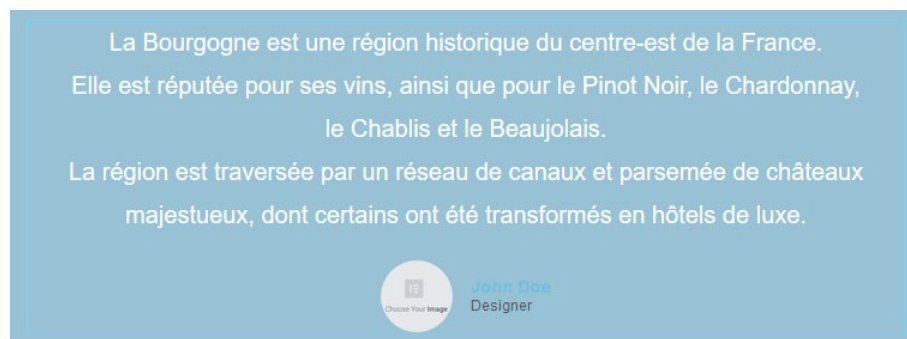 La Bourgogne est une région historique du centre-est de la France.
Elle est réputée pour ses vins, ainsi que pour le Pinot Noir, le Chardonnay,
le Chablis et le Beaujolais.
La région est traversée par un réseau de canaux et parsemée de châteaux
majestueux, dont certains ont été transformés en hôtels de luxe.
Choose Your Image
John Doe
Designer